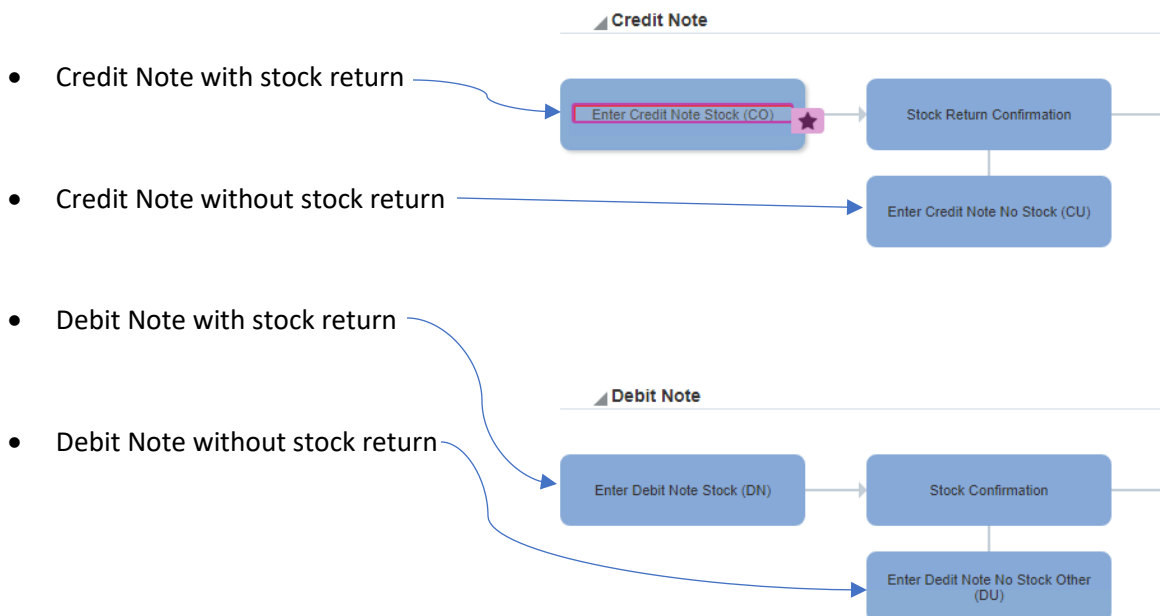 Credit Note
• Credit Note with stock return
Enter Credit Note Stock (CO)
Stock Return Confirmation
• Credit Note without stock return
Enter Credit Note No Stock (CU)
• Debit Note with stock return
Debit Note
• Debit Note without stock return
Enter Debit Note Stock (DN)
Stock Confirmation
Enter Dedit Note No Stock Other
(DU)